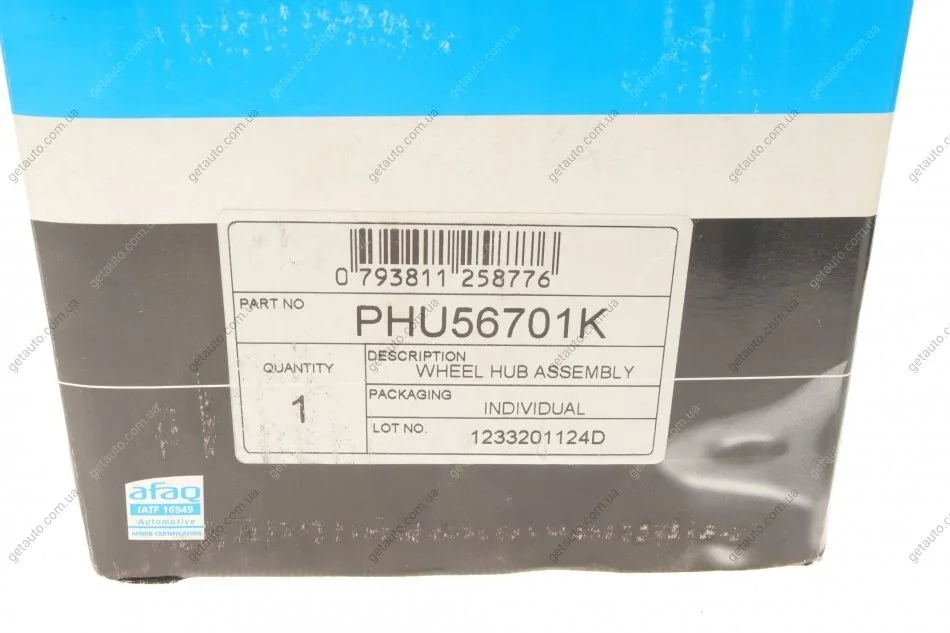 0 793811 258776
PART NO
PHU56701K
QUANTITY
1
DESCRIPTION
WHEEL HUB ASSEMBLY
PACKAGING
INDIVIDUAL
LOT NO.
1233201124D
afaq
IATF 16949
Automotive
AFNOR CERTIFICATION
getauto.com.ua